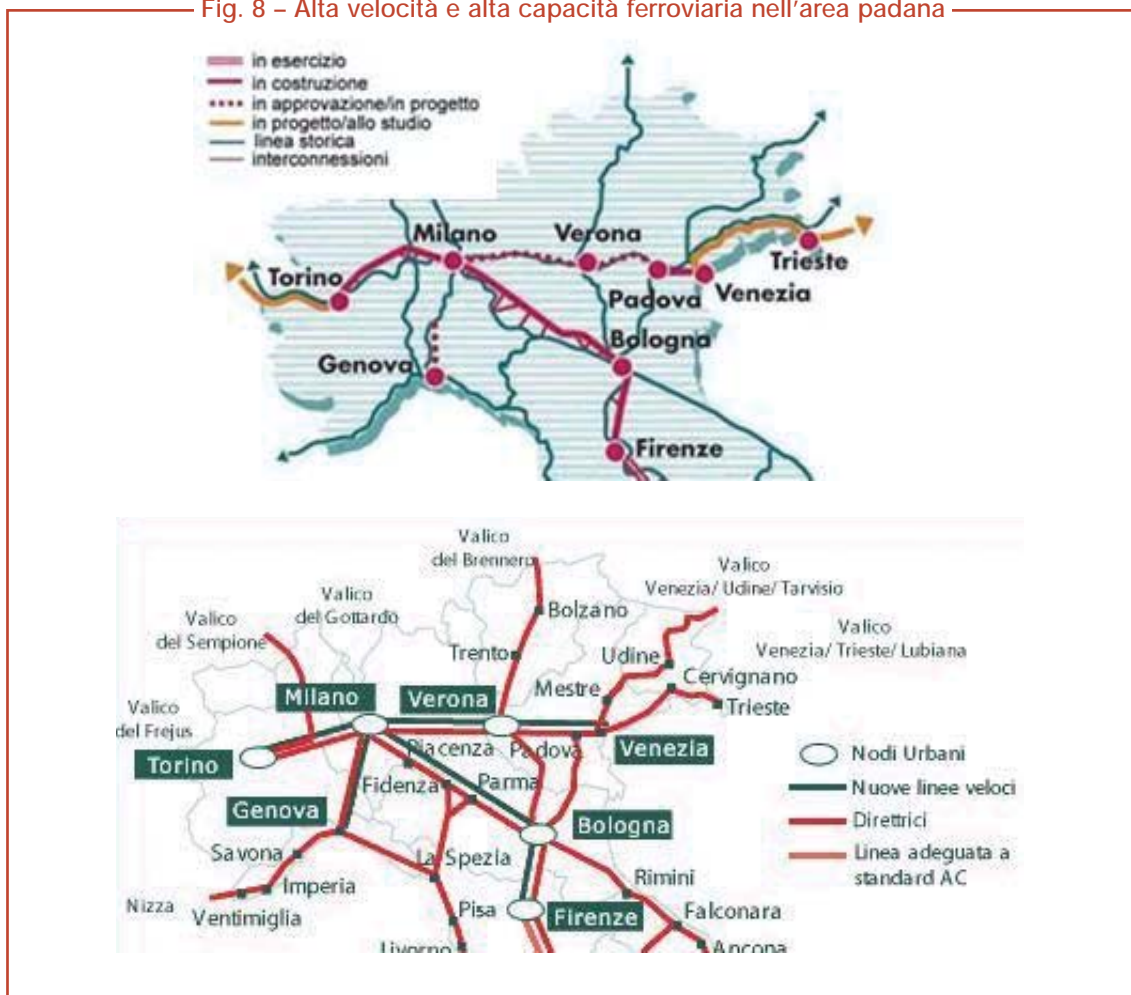 Fig. 8 – Alta velocità e alta capacità ferroviaria nell'area padana
in esercizio
in costruzione
in approvazione/in progetto
in progetto/allo studio
linea storica
interconnessioni
Milano
Verona
Torino
Trieste
Padova
Venezia
Bologna
Genova
Firenze
Valico
del Brennero
Valico
Venezia/ Udine/ Tarvisio
Valico
del Gottardo
Bolzano
Valico
del Sempione
Valico
Venezia/ Trieste/ Lubiana
Trento
Udine
Cervignano
Milano
Verona
Mestre
Trieste
Valico
del Frejus
Piacenza
Padova
Venezia
Torino
Nodi Urbani
Fidenza
Parma
Nuove linee veloci
Genova
Bologna
Direttrici
Savona
La Spezia
Linea adeguata a
standard AC
Imperia
Rimini
Nizza
Ventimiglia
Pisa
Firenze
Falconara
Livorno
Ancona